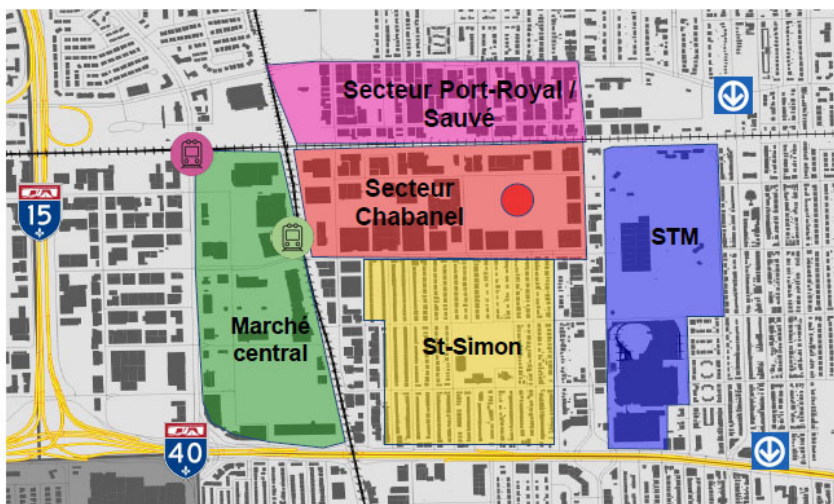 Secteur Port-Royal /
Sauvé
Secteur
Chabanel
15
STM
Marché
central
St-Simon
40